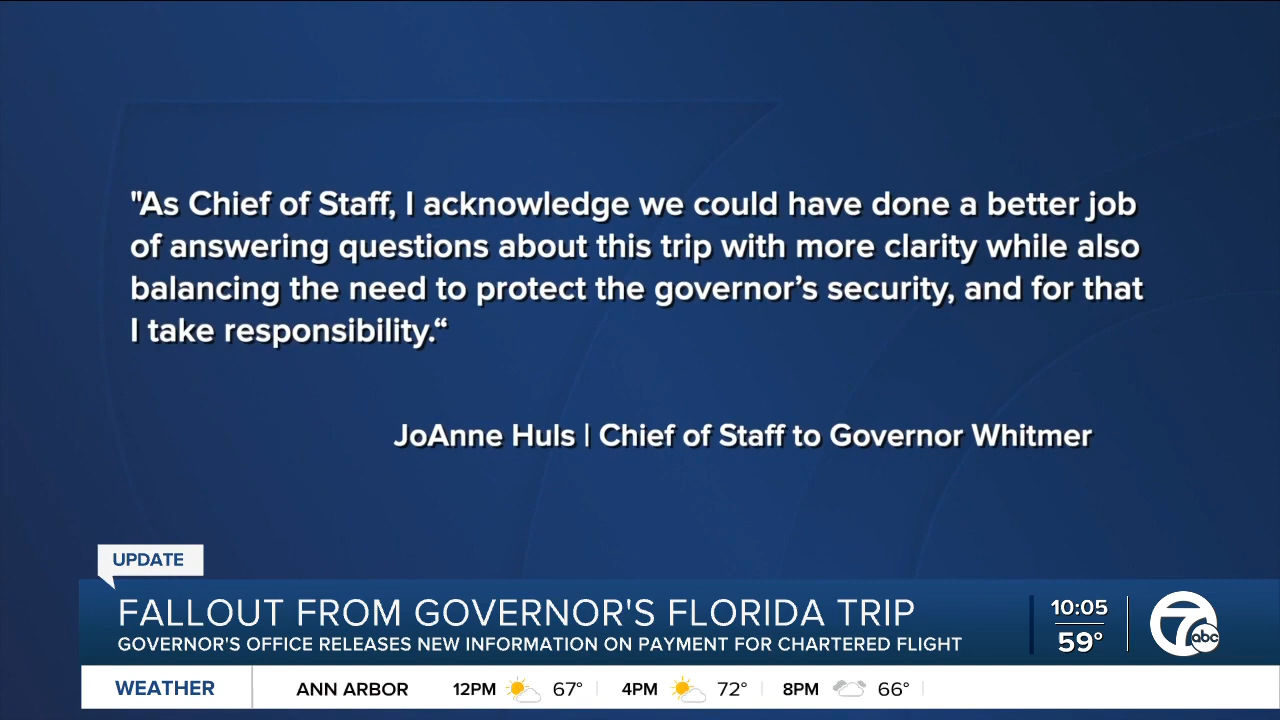 "As Chief of Staff, I acknowledge we could have done a better job
of answering questions about this trip with more clarity while also
balancing the need to protect the governor’s security, and for that
I take responsibility.“
JoAnne Huls | Chief of Staff to Governor Whitmer
UPDATE
FALLOUT FROM GOVERNOR'S FLORIDA TRIP
GOVERNOR'S OFFICE RELEASES NEW INFORMATION ON PAYMENT FOR CHARTERED FLIGHT
10:05
59°
7 abc
WEATHER ANN ARBOR 12PM 67° 4PM 72° 8PM 66°